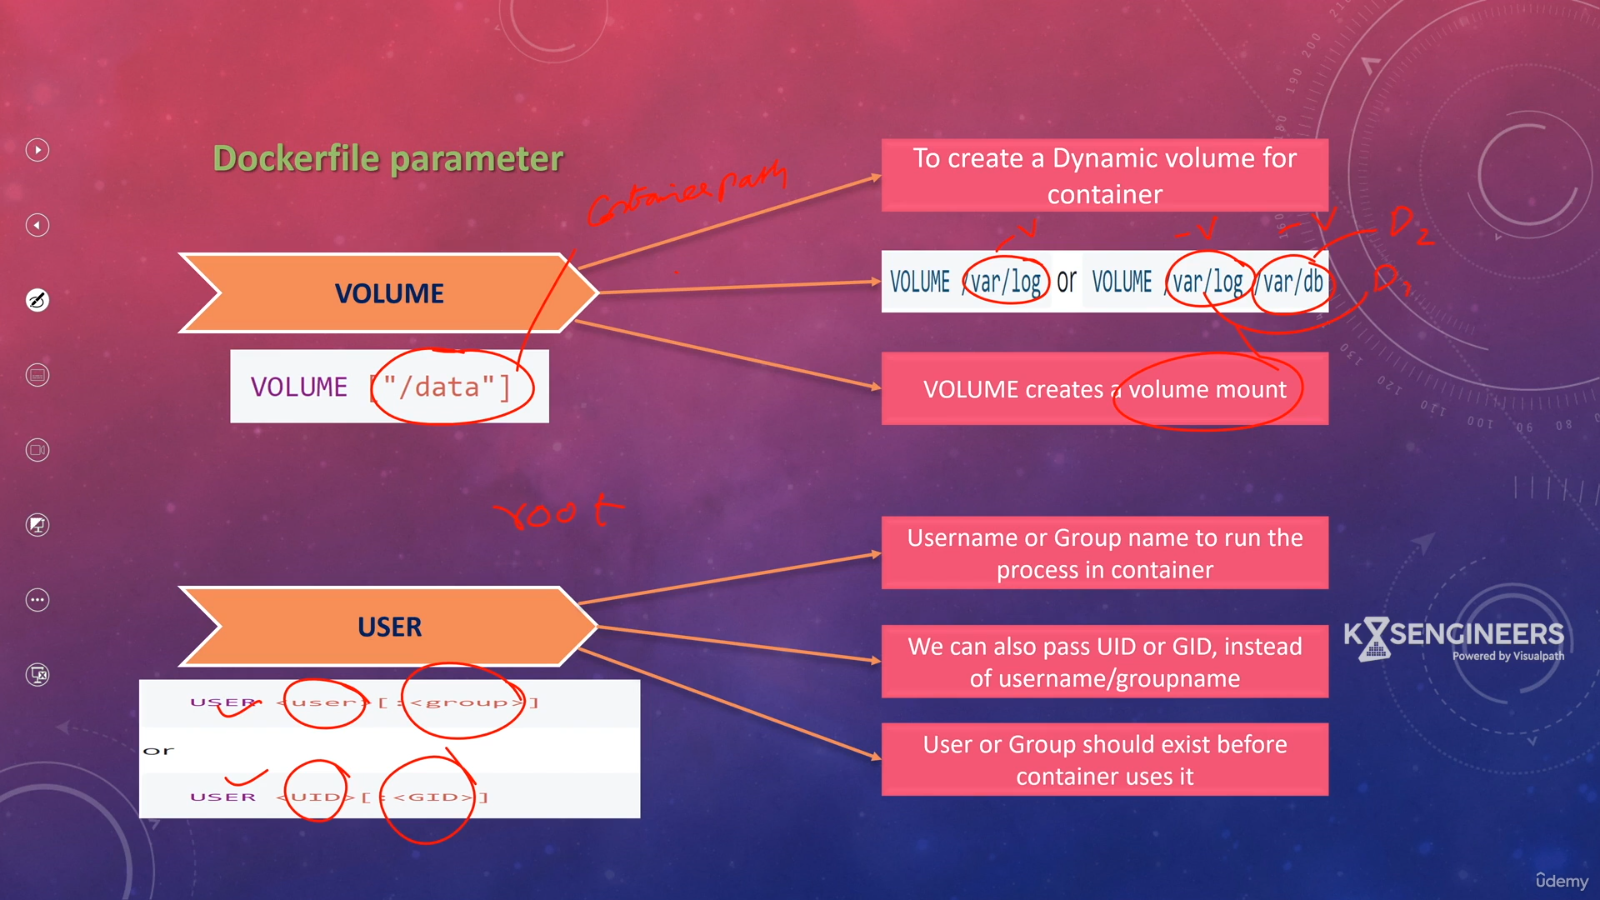 Dockerfile parameter
Container path
To create a Dynamic volume for
container
-v
-v
-v
D2
VOLUME
VOLUME /var/log or VOLUME /var/log /var/db
D1
VOLUME ["/data"]
VOLUME creates a volume mount
root
Username or Group name to run the
process in container
USER
We can also pass UID or GID, instead
of username/groupname
K8SENGINEERS
Powered by Visualpath
USER <user>[:<group>]
or
USER <UID>[:<GID>]
User or Group should exist before
container uses it
udemy